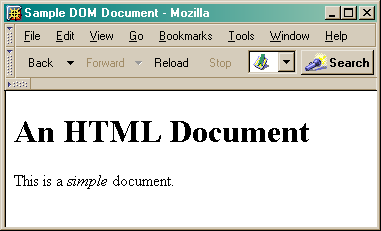 Sample DOM Document - Mozilla
File Edit View Go Bookmarks Tools Window Help
Back Forward Reload Stop Search
An HTML Document
This is a simple document.